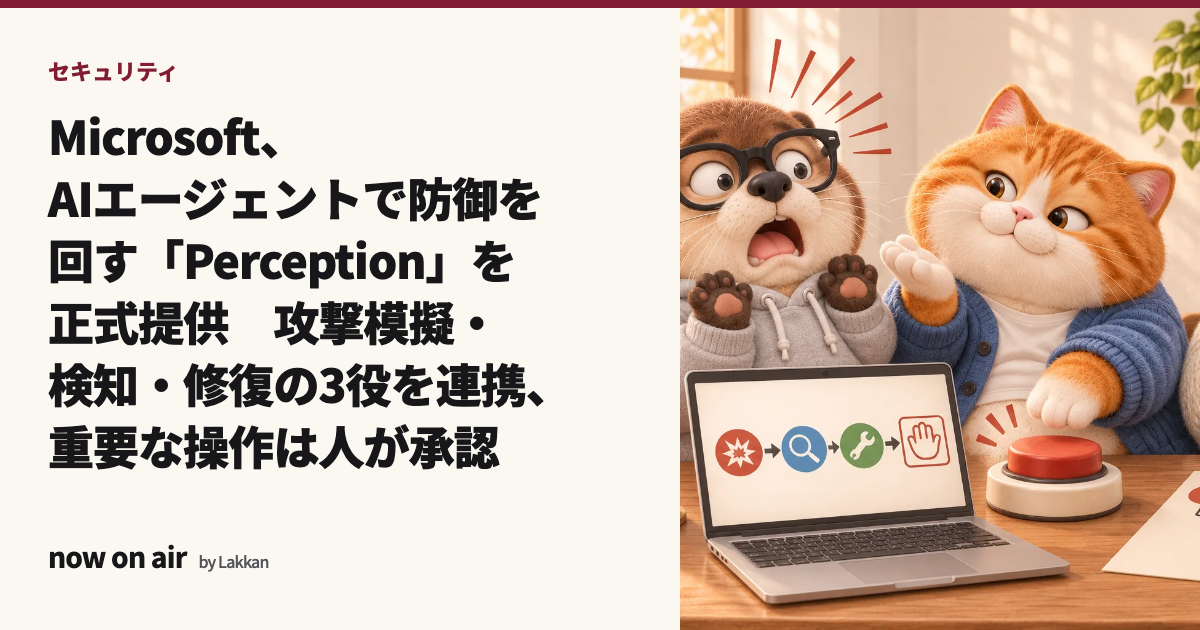 セキュリティ
Microsoft、
AIエージェントで防御を
回す「Perception」を
正式提供　攻撃模擬・
検知・修復の3役を連携、
重要な操作は人が承認
now on air by Lakkan